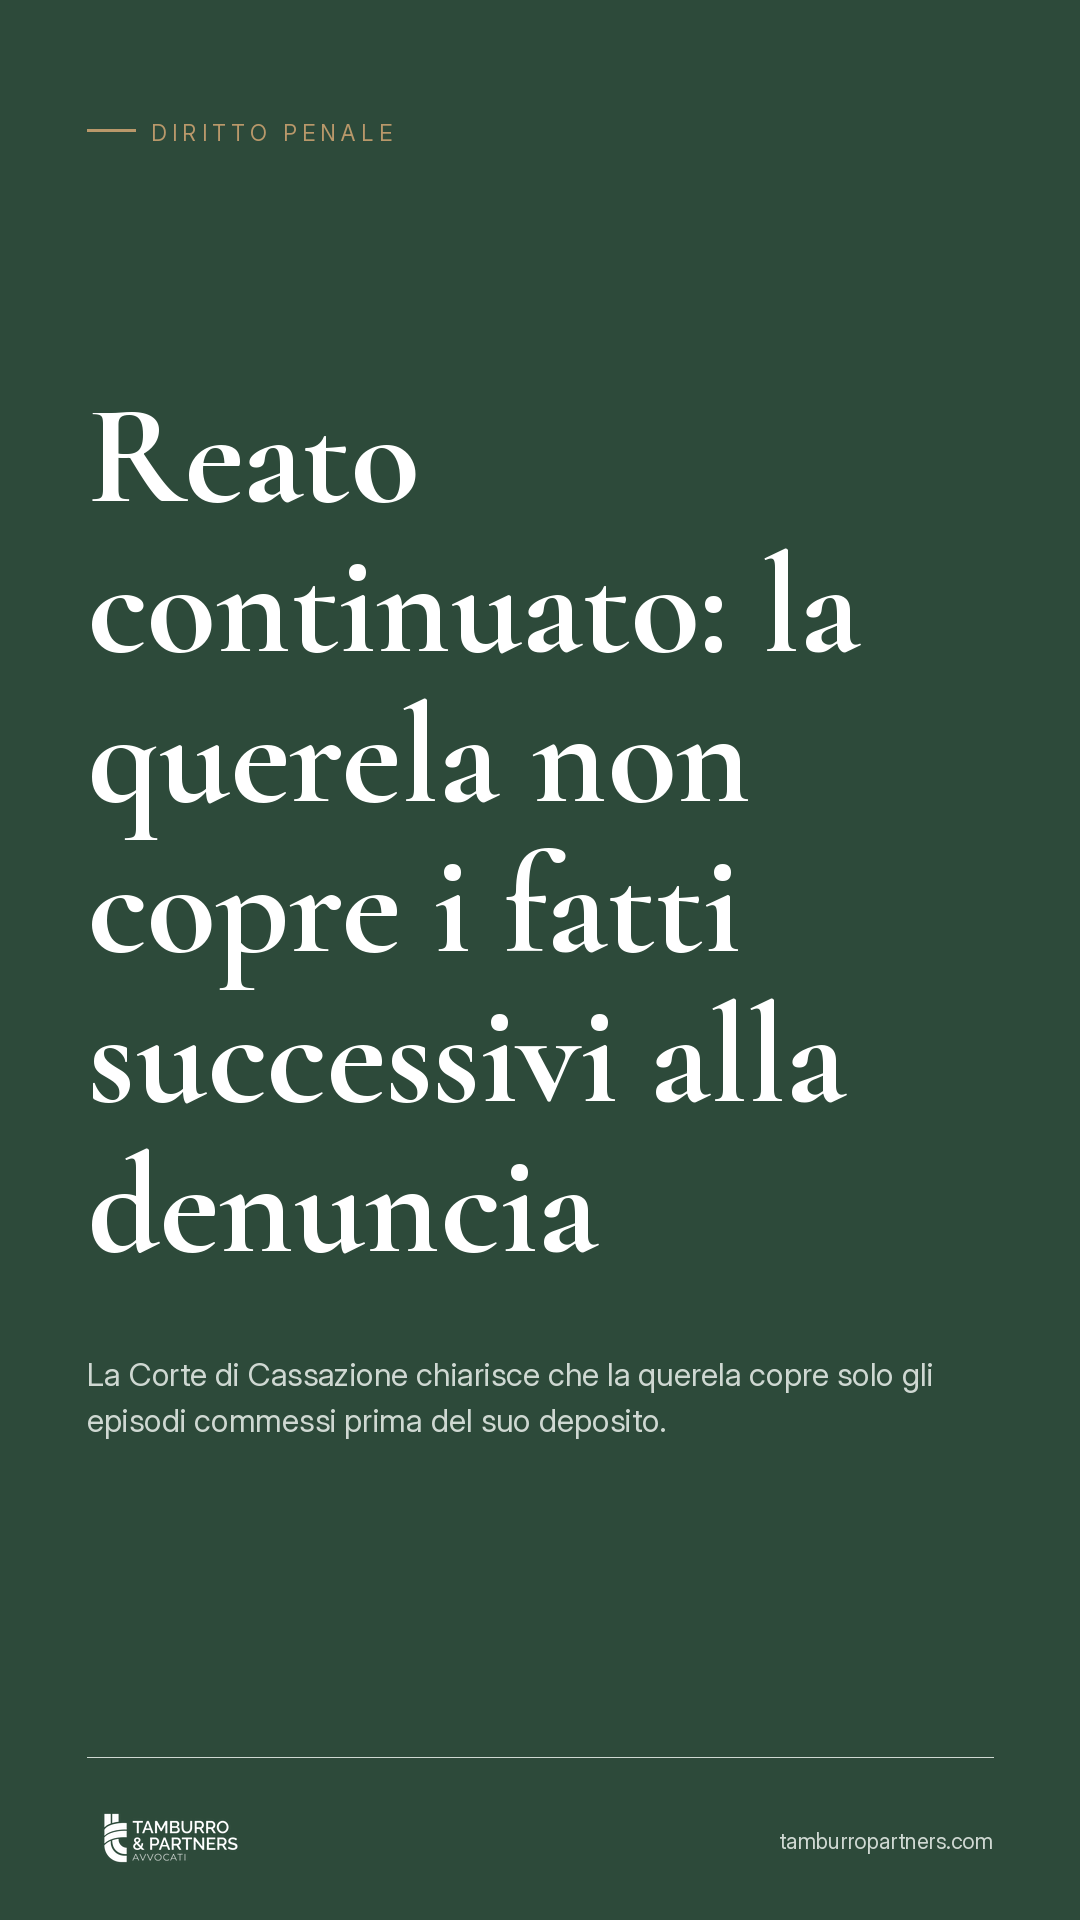 DIRITTO PENALE
Reato
continuato: la
querela non
copre i fatti
successivi alla
denuncia
La Corte di Cassazione chiarisce che la querela copre solo gli
episodi commessi prima del suo deposito.
TAMBURRO
& PARTNERS
AVVOCATI
tamburropartners.com